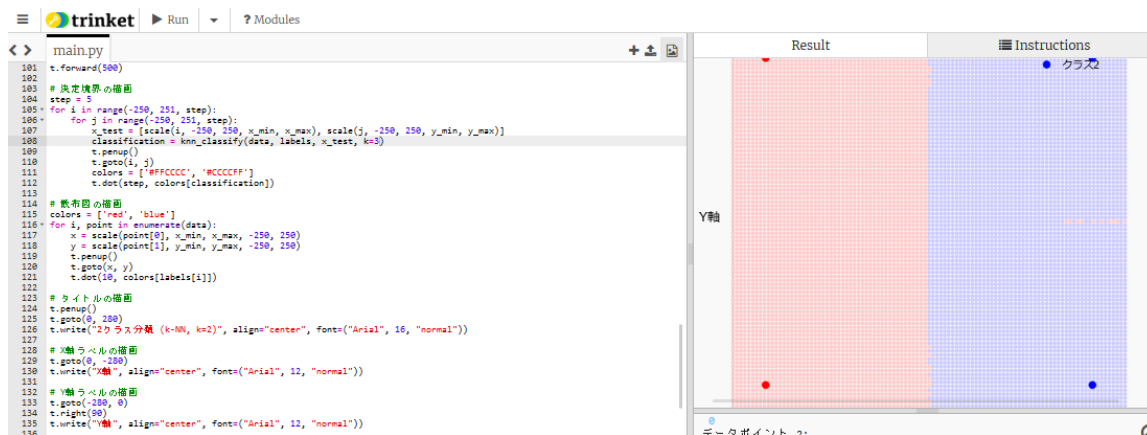 trinket Run ? Modules
main.py
Result Instructions
101 t.forward(500)
102
103 # 決定境界の描画
104 step = 5
105 for i in range(-250, 251, step):
106 for j in range(-250, 251, step):
107 x_test = [scale(i, -250, 250, x_min, x_max), scale(j, -250, 250, y_min, y_max)]
108 classification = knn_classify(data, labels, x_test, k=3)
109 t.penup()
110 t.goto(i, j)
111 colors = ['#FFCCCC', '#CCCCFF']
112 t.dot(step, colors[classification])
113
114 # 散布図の描画
115 colors = ['red', 'blue']
116 for i, point in enumerate(data):
117 x = scale(point[0], x_min, x_max, -250, 250)
118 y = scale(point[1], y_min, y_max, -250, 250)
119 t.penup()
120 t.goto(x, y)
121 t.dot(10, colors[labels[i]])
122
123 # タイトルの描画
124 t.penup()
125 t.goto(0, 280)
126 t.write("2クラス分類 (k-NN, k=2)", align="center", font=("Arial", 16, "normal"))
127
128 # X軸ラベルの描画
129 t.goto(0, -280)
130 t.write("X軸", align="center", font=("Arial", 12, "normal"))
131
132 # Y軸ラベルの描画
133 t.goto(-280, 0)
134 t.right(90)
135 t.write("Y軸", align="center", font=("Arial", 12, "normal"))
136
クラス2
Y軸
0
データポイント 2: